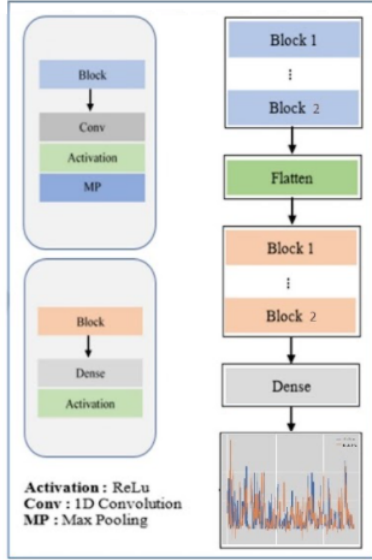 Block
Conv
Activation
MP
Block
Dense
Activation
Activation : ReLu
Conv : 1D Convolution
MP : Max Pooling
Block 1
⋮
Block 2
Flatten
Block 1
⋮
Block 2
Dense